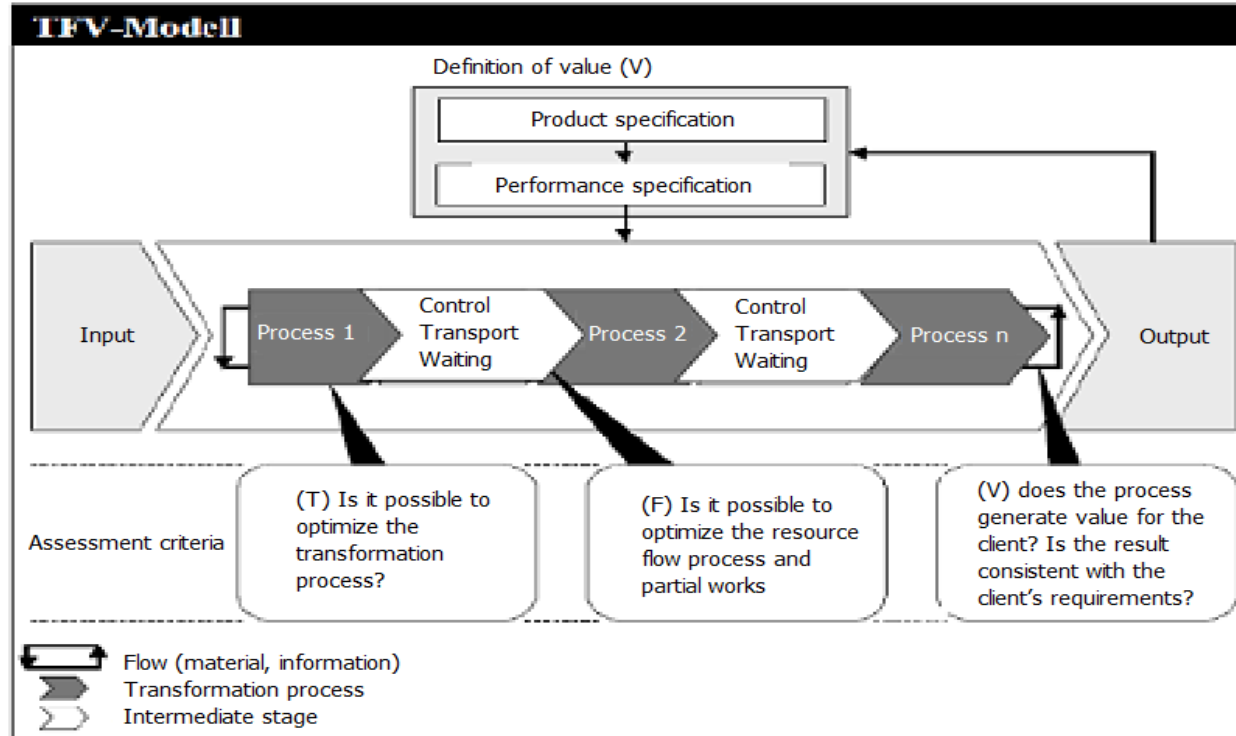 TFV-Modell
Definition of value (V)
Product specification
Performance specification
Input
Process 1
Control
Transport
Waiting
Process 2
Control
Transport
Waiting
Process n
Output
Assessment criteria
(T) Is it possible to
optimize the
transformation
process?
(F) Is it possible to
optimize the resource
flow process and
partial works
(V) does the process
generate value for the
client? Is the result
consistent with the
client's requirements?
Flow (material, information)
Transformation process
Intermediate stage